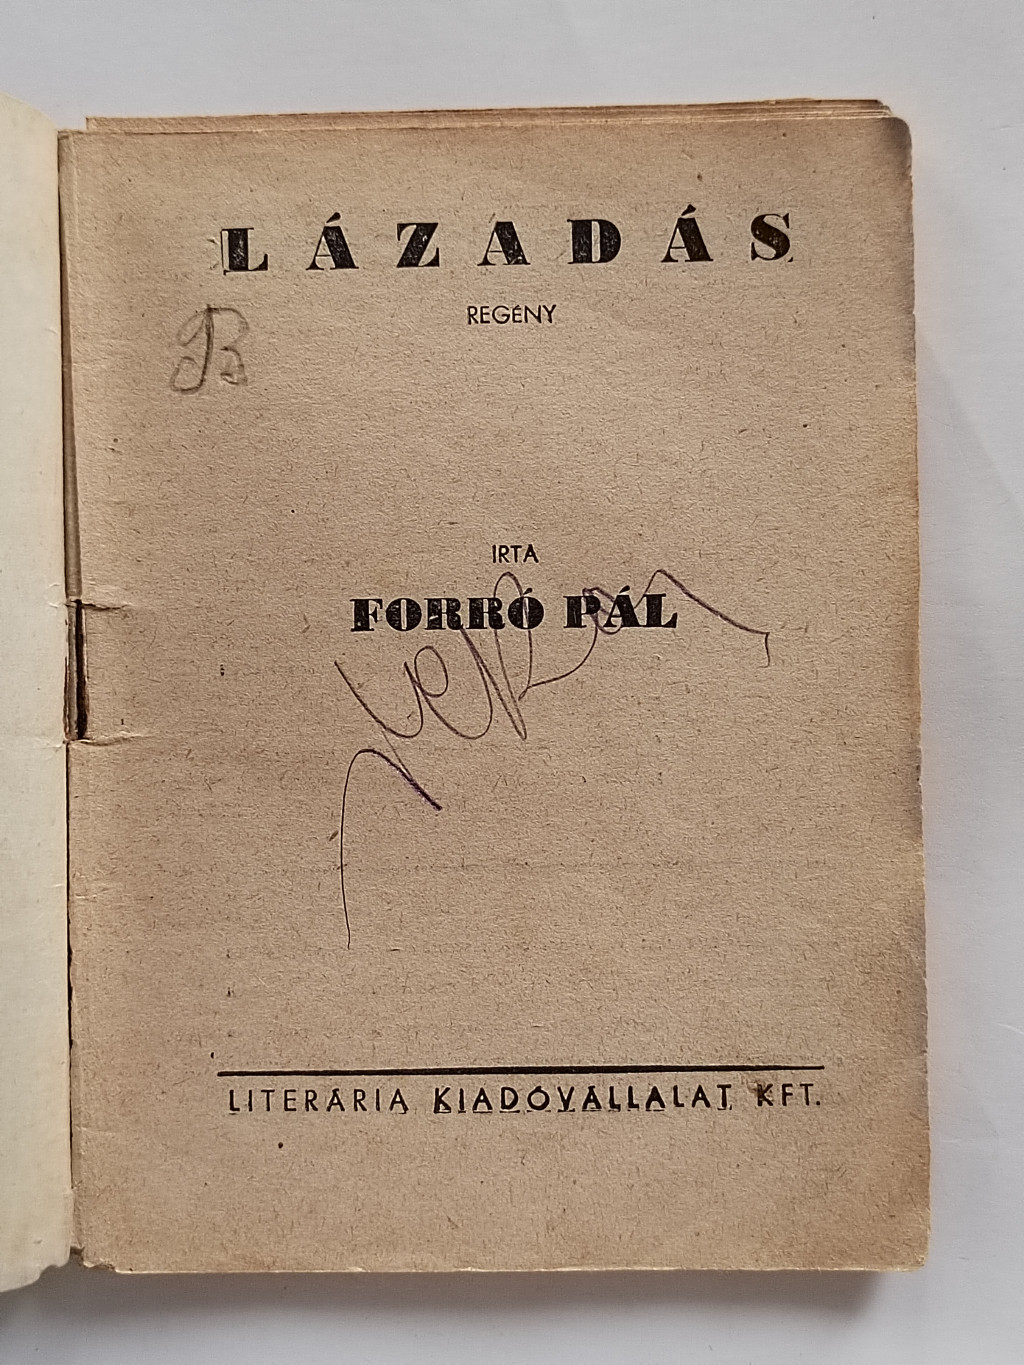 LÁZADÁS
REGÉNY
B
IRTA
FORRÓ PÁL
LITERÁRIA KIADÓVÁLLALAT KFT.